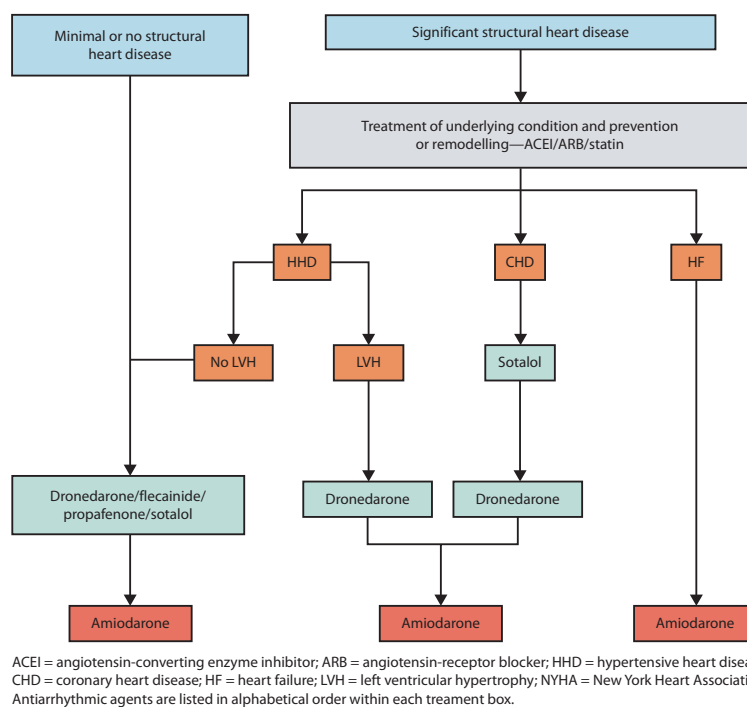 Minimal or no structural
heart disease
Significant structural heart disease
Treatment of underlying condition and prevention
or remodelling—ACEI/ARB/statin
HHD
CHD
HF
No LVH
LVH
Sotalol
Dronedarone/flecainide/
propafenone/sotalol
Dronedarone
Dronedarone
Amiodarone
Amiodarone
Amiodarone
ACEI = angiotensin-converting enzyme inhibitor; ARB = angiotensin-receptor blocker; HHD = hypertensive heart
CHD = coronary heart disease; HF = heart failure; LVH = left ventricular hypertrophy; NYHA = New York Heart
Antiarrhythmic agents are listed in alphabetical order within each treament box.